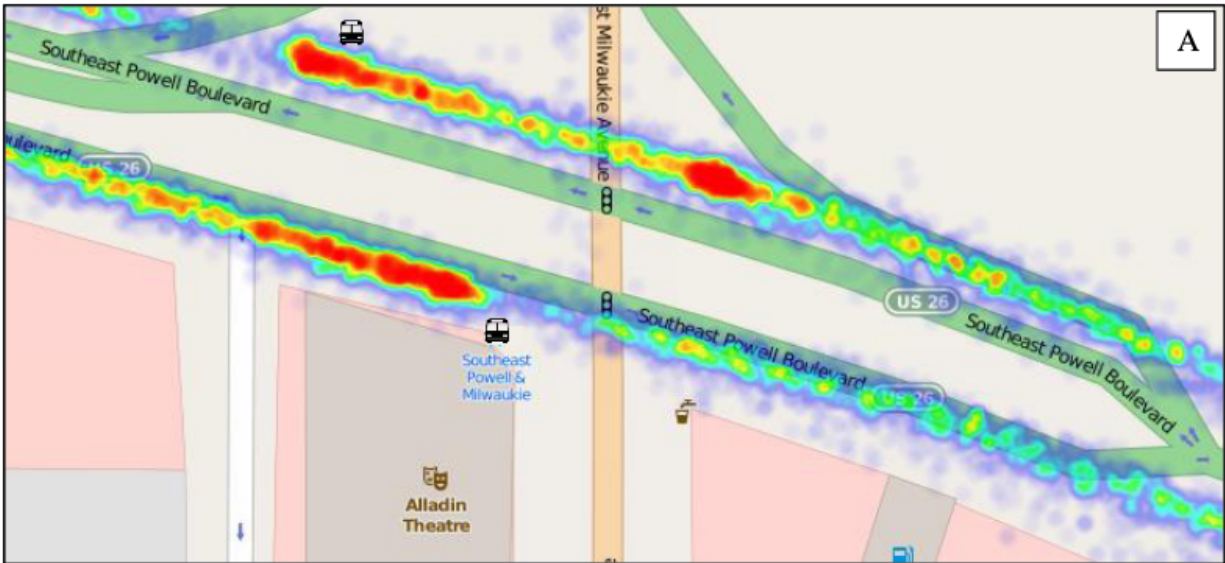 A
Southeast Powell Boulevard
st Milwaukie Avenue
oulevard
US 26
US 26
Southeast Powell Boulevard
Southeast Powell Boulevard
US 26
Southeast
Powell &
Milwaukie
Alladin
Theatre